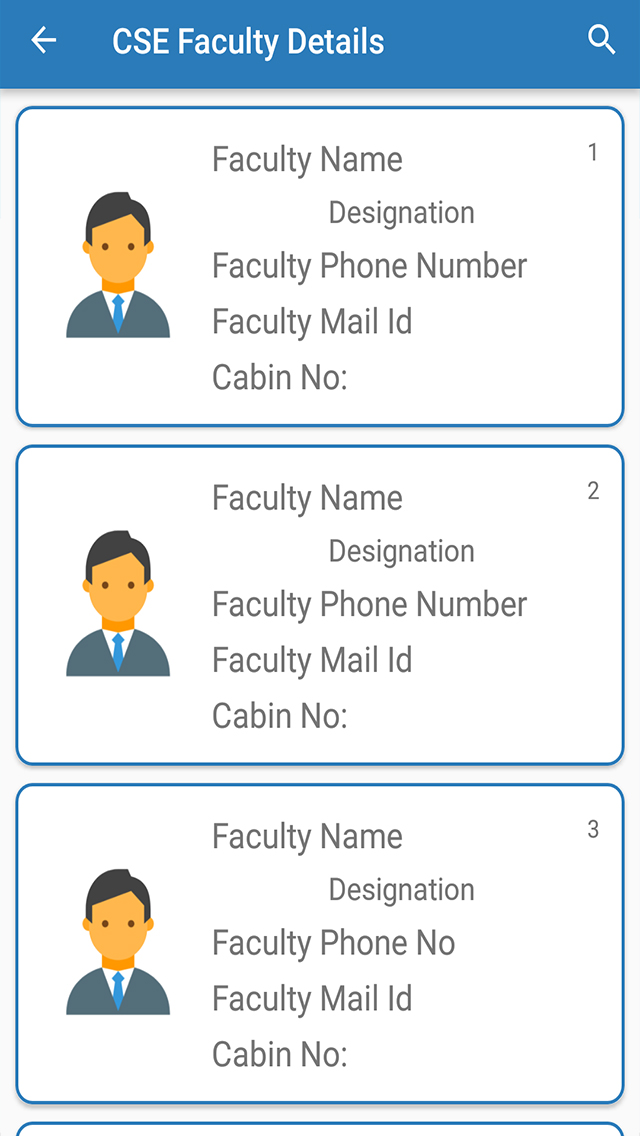 CSE Faculty Details
Faculty Name
1
Designation
Faculty Phone Number
Faculty Mail Id
Cabin No:
Faculty Name
2
Designation
Faculty Phone Number
Faculty Mail Id
Cabin No:
Faculty Name
3
Designation
Faculty Phone No
Faculty Mail Id
Cabin No: